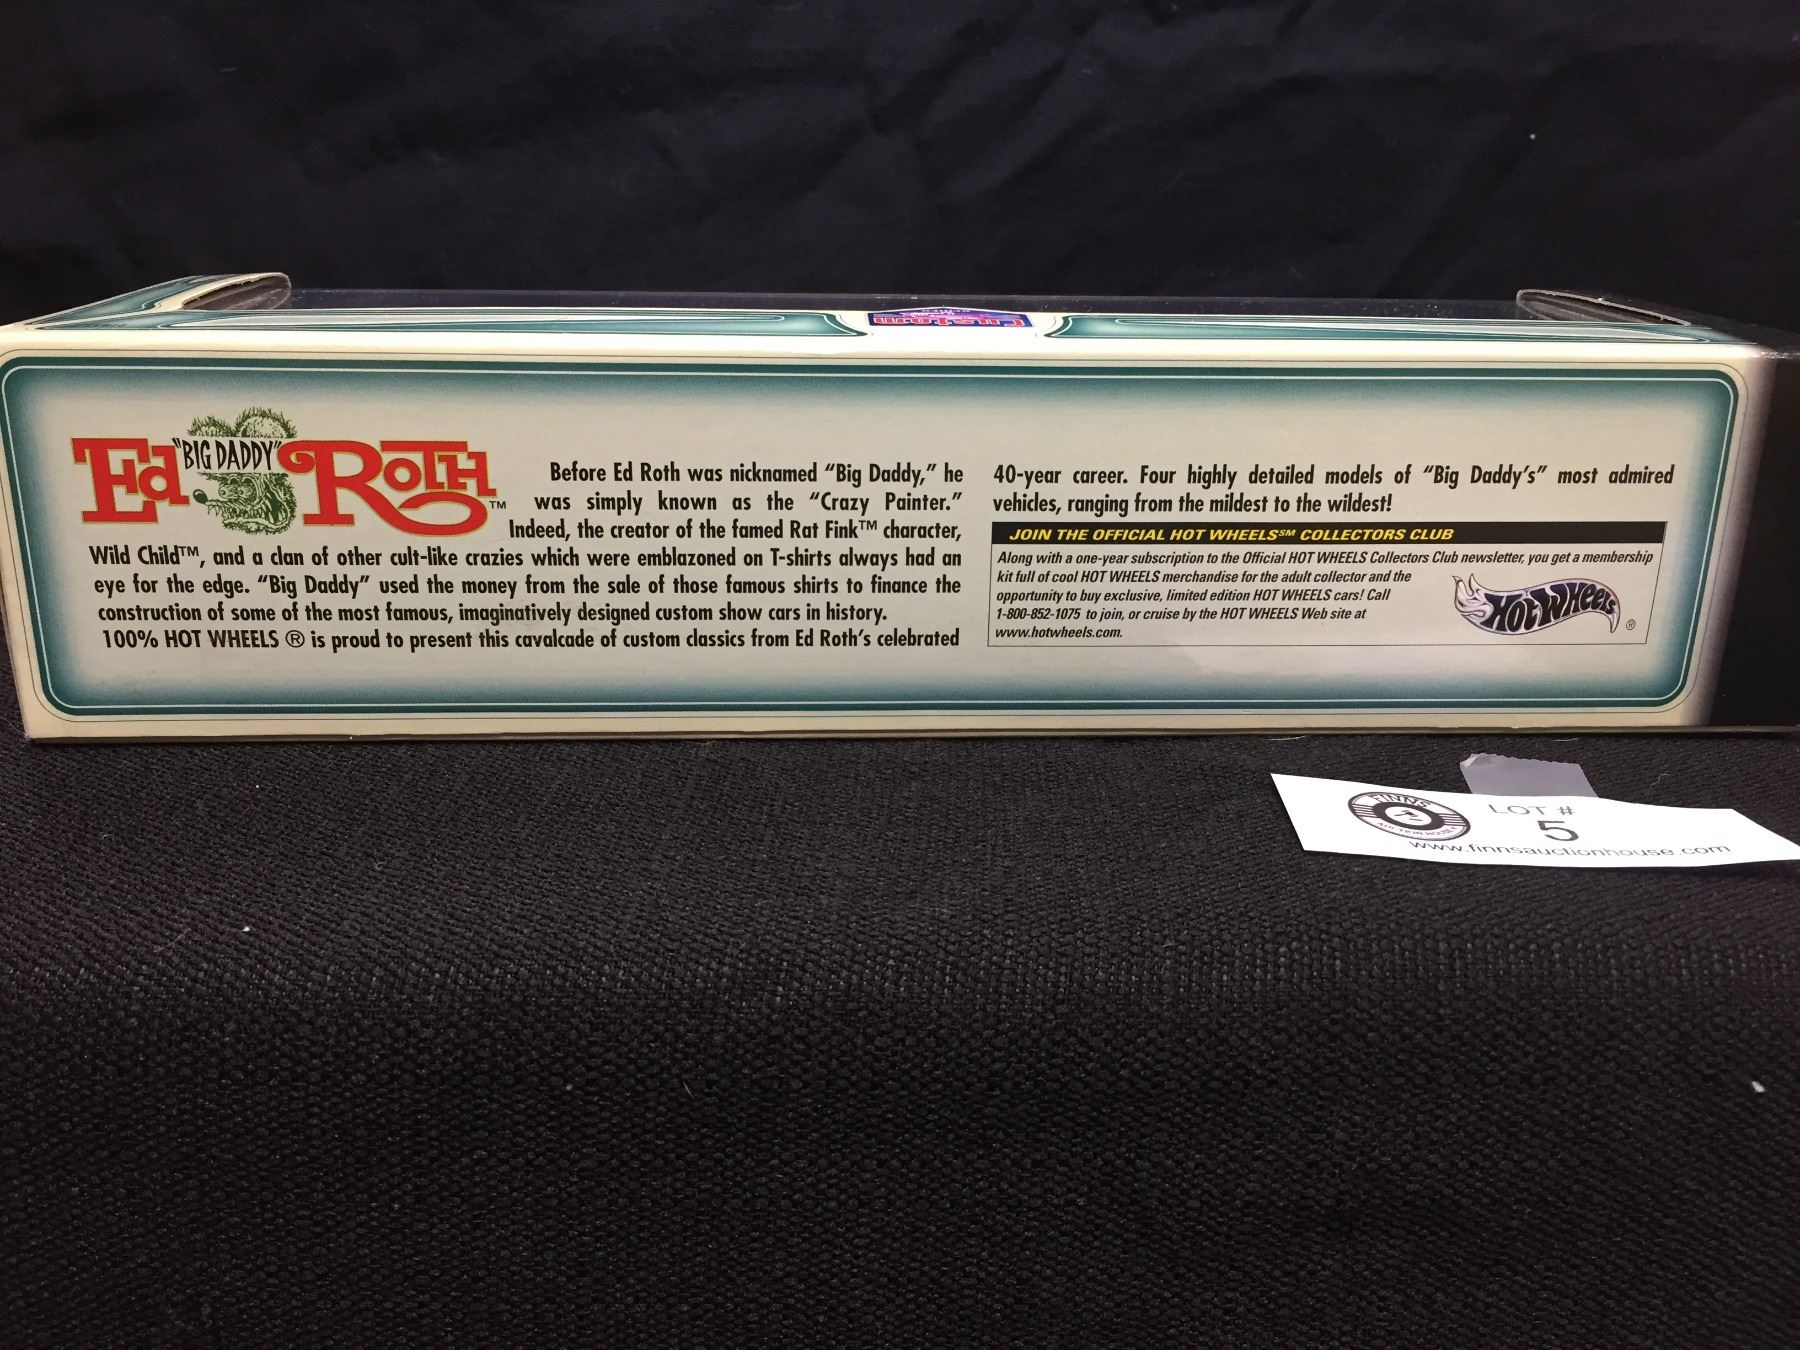 Custom
Ed "BIG DADDY" ROTH™
Before Ed Roth was nicknamed "Big Daddy," he
was simply known as the "Crazy Painter."
Indeed, the creator of the famed Rat Fink™ character,
Wild Child™, and a clan of other cult-like crazies which were emblazoned on T-shirts always had an
eye for the edge. "Big Daddy" used the money from the sale of those famous shirts to finance the
construction of some of the most famous, imaginatively designed custom show cars in history.
100% HOT WHEELS ® is proud to present this cavalcade of custom classics from Ed Roth's celebrated
40-year career. Four highly detailed models of "Big Daddy's" most admired
vehicles, ranging from the mildest to the wildest!
JOIN THE OFFICIAL HOT WHEELS℠ COLLECTORS CLUB
Along with a one-year subscription to the Official HOT WHEELS Collectors Club newsletter, you get a membership
kit full of cool HOT WHEELS merchandise for the adult collector and the
opportunity to buy exclusive, limited edition HOT WHEELS cars! Call
1-800-852-1075 to join, or cruise by the HOT WHEELS Web site at
www.hotwheels.com.
Hot Wheels ®
FINNS
AUCTION HOUSE
LOT #
5
www.finnsauctionhouse.com